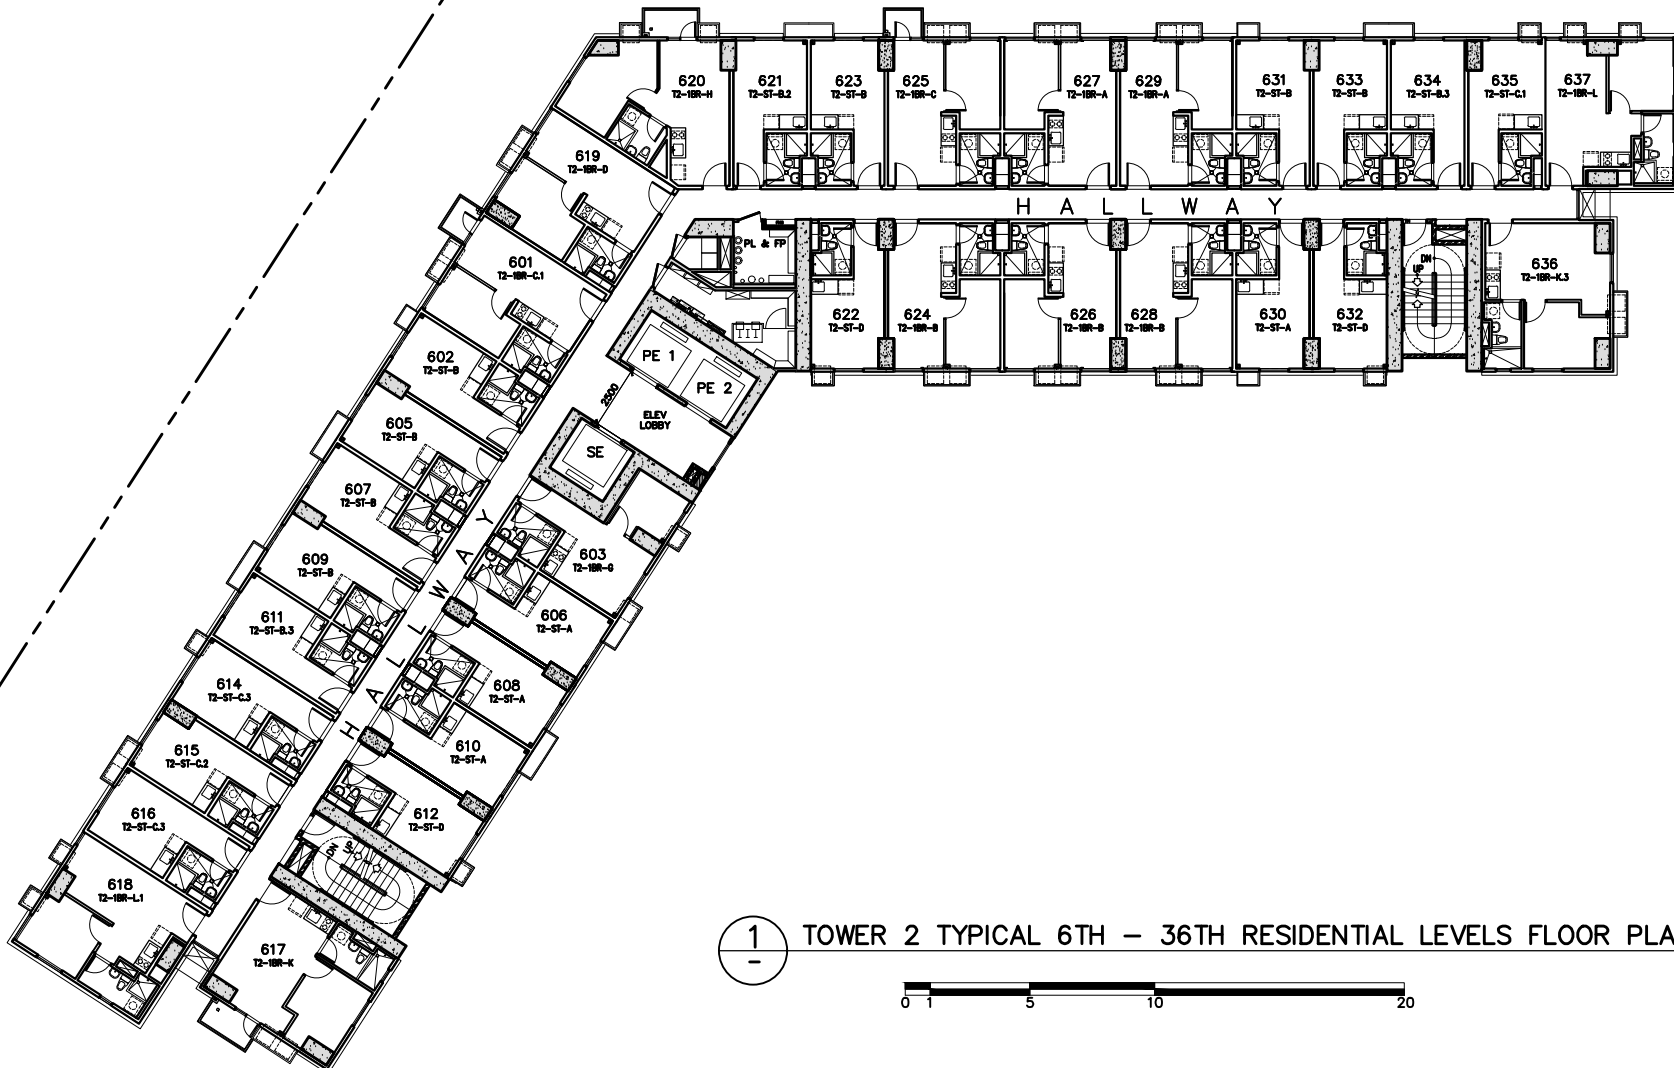 620
T2-1BR-H
621
T2-ST-B.2
623
T2-ST-B
625
T2-1BR-C
627
T2-1BR-A
629
T2-1BR-A
631
T2-ST-B
633
T2-ST-B
634
T2-ST-B.3
635
T2-ST-C.1
637
T2-1BR-L
619
T2-1BR-D
HALLWAY
PL & FP
601
T2-1BR-C.1
622
T2-ST-D
624
T2-1BR-B
626
T2-1BR-B
628
T2-1BR-B
630
T2-ST-A
632
T2-ST-D
DN
UP
636
T2-1BR-K.3
602
T2-ST-B
PE 1
PE 2
2500
ELEV
LOBBY
SE
605
T2-ST-B
607
T2-ST-B
603
T2-1BR-G
609
T2-ST-B
606
T2-ST-A
611
T2-ST-B.3
HALLWAY
608
T2-ST-A
614
T2-ST-C.3
610
T2-ST-A
615
T2-ST-C.2
612
T2-ST-D
616
T2-ST-C.3
DN
UP
618
T2-1BR-L.1
617
T2-1BR-K
1
-
TOWER 2 TYPICAL 6TH - 36TH RESIDENTIAL LEVELS FLOOR PLA
0 1 5 10 20